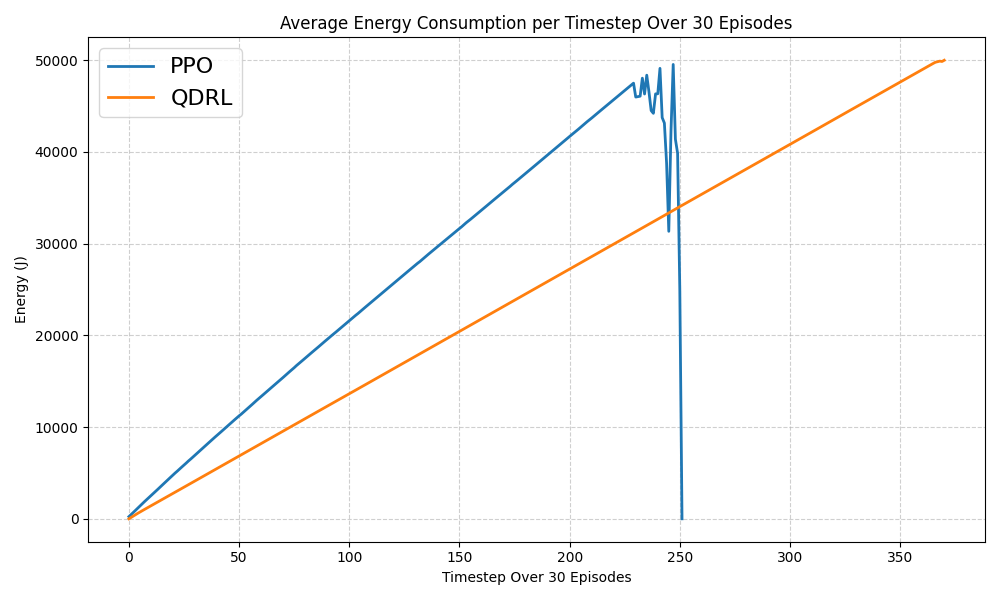 Average Energy Consumption per Timestep Over 30 Episodes
PPO
QDRL
Energy (J)
50000
40000
30000
20000
10000
0
0 50 100 150 200 250 300 350
Timestep Over 30 Episodes